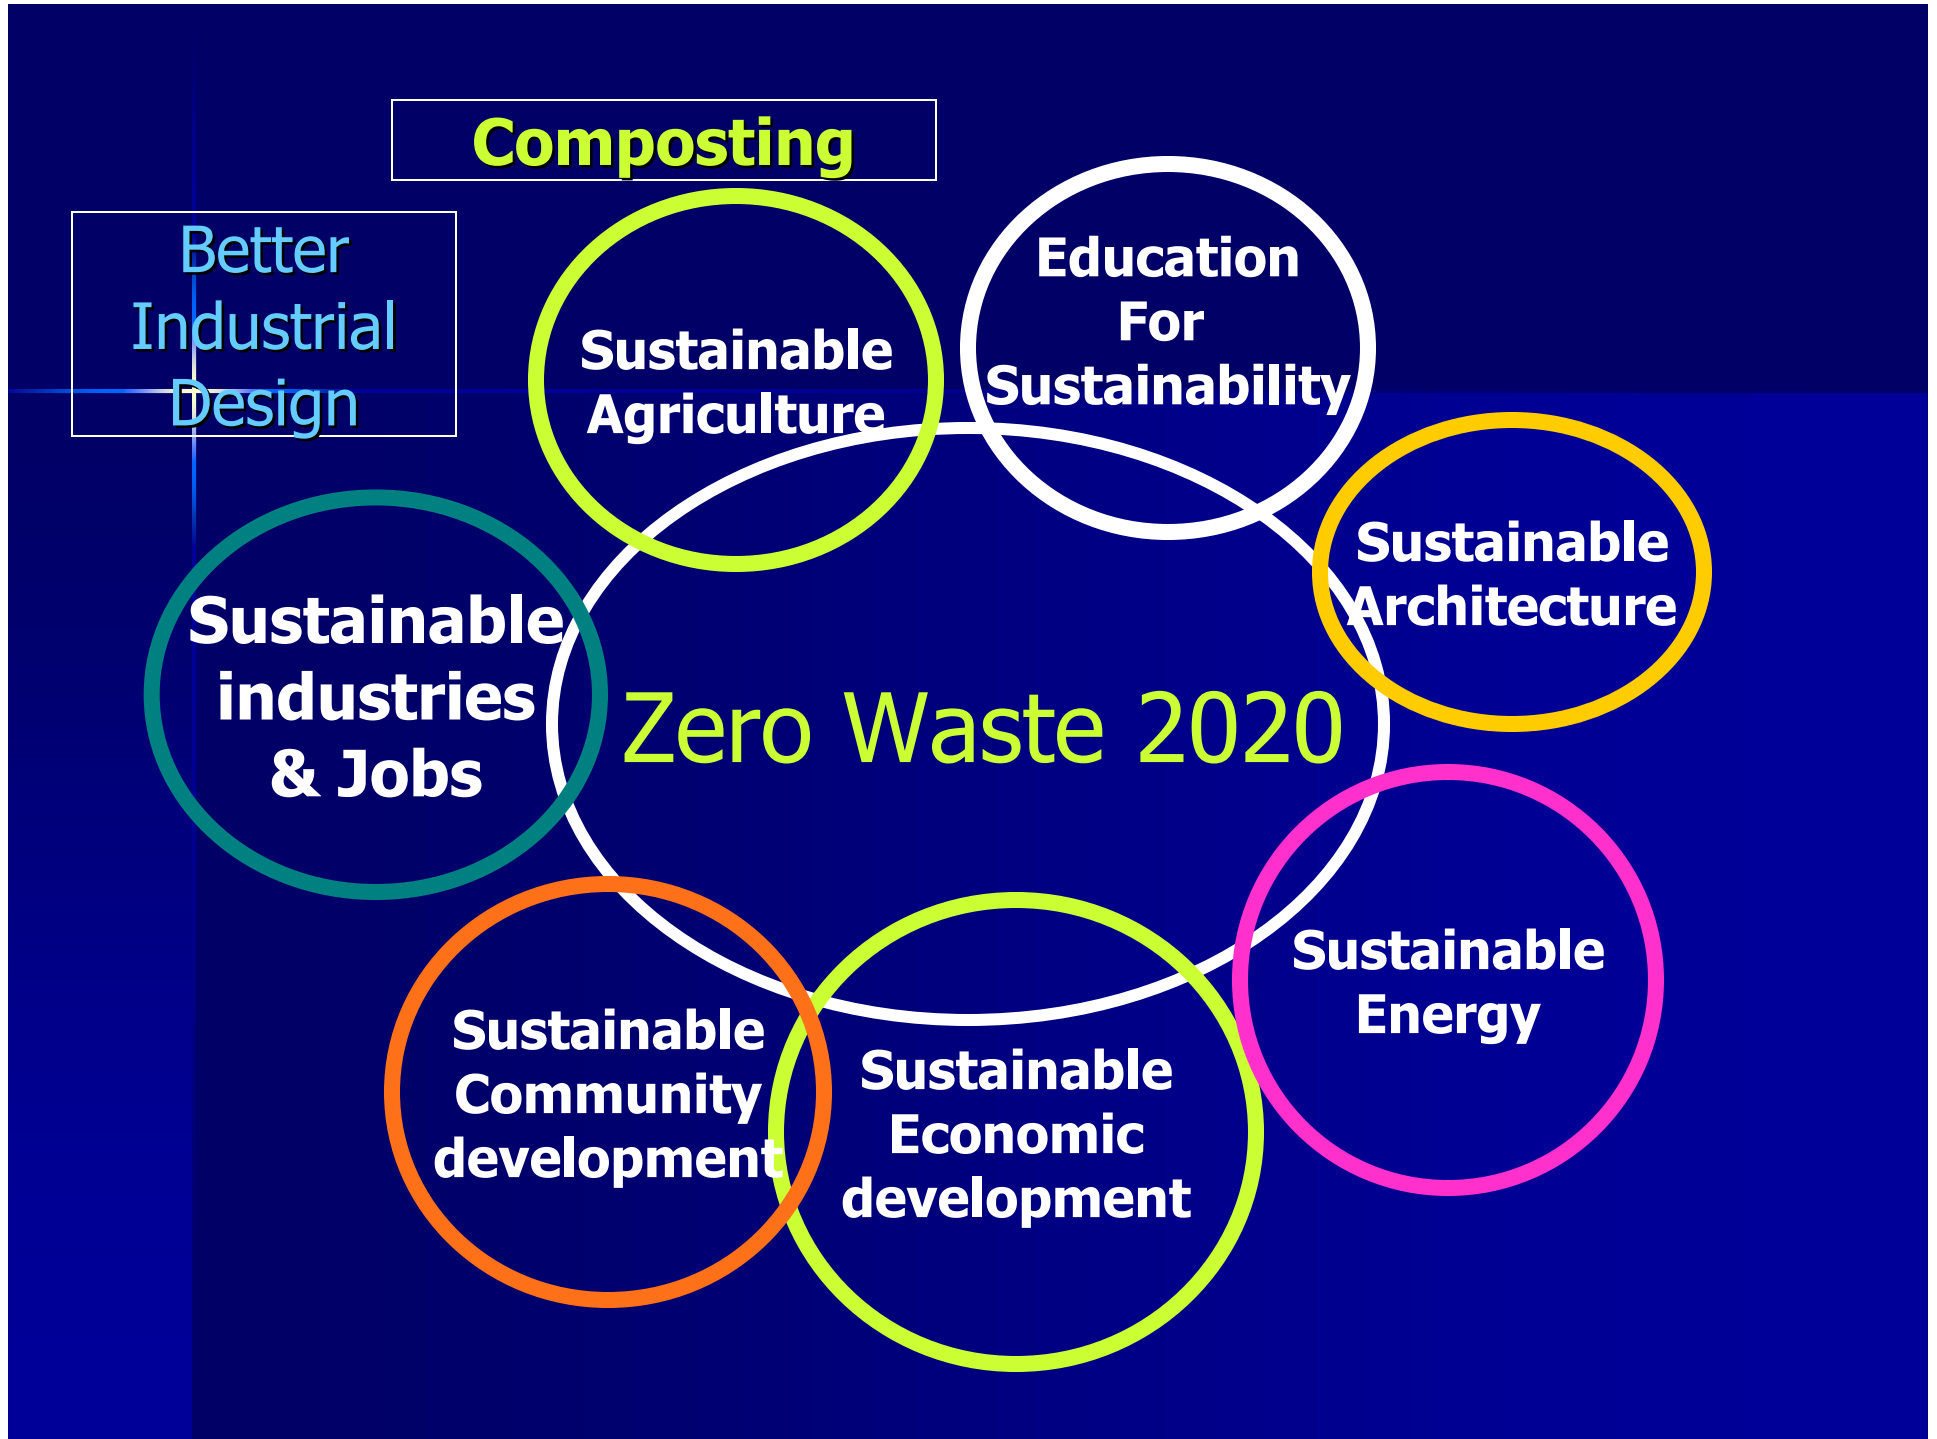 Composting
Better
Industrial
Design
Education
For
Sustainability
Sustainable
Agriculture
Sustainable
Architecture
Sustainable
industries
& Jobs
Zero Waste 2020
Sustainable
Energy
Sustainable
Community
development
Sustainable
Economic
development